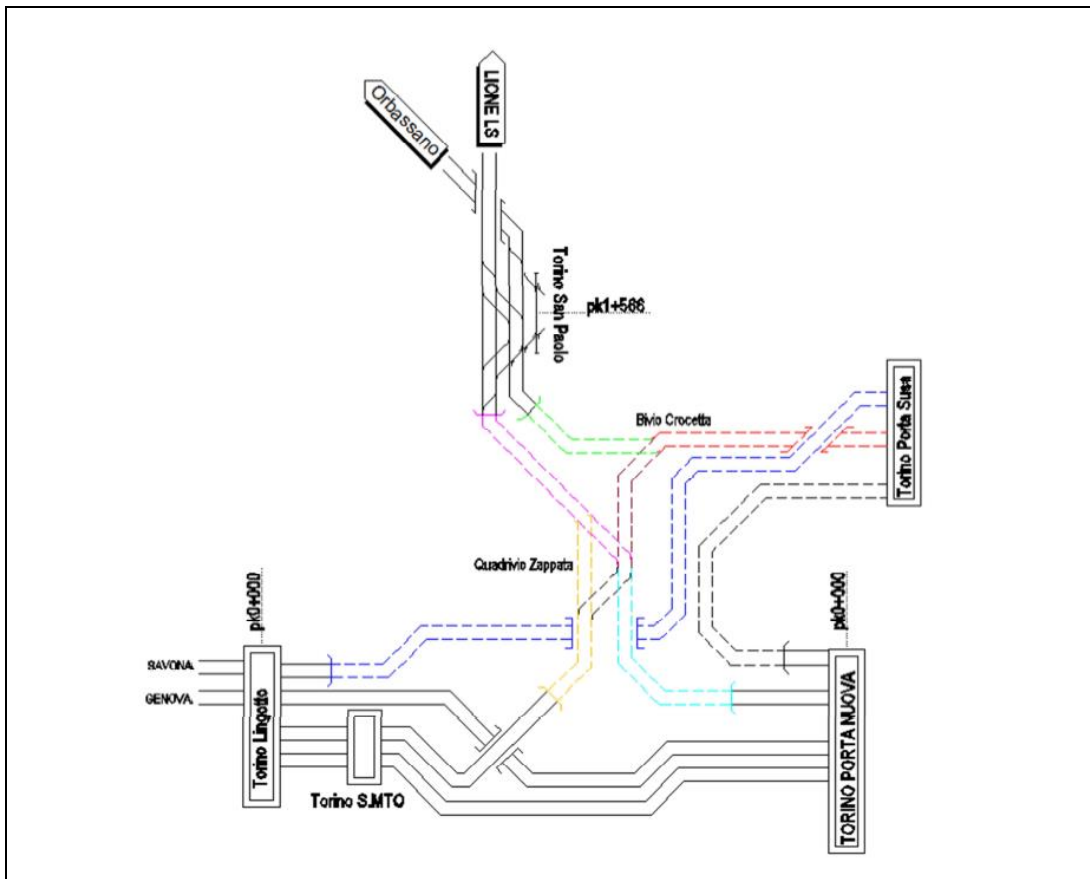 LIONE LS
Orbassano
Torino San Paolo
pk1+566
Bivio Crocetta
Torino Porta Susa
Quadrivio Zappata
pk0+000
pk0+000
SAVONA
GENOVA
Torino Lingotto
Torino S.MTO
TORINO PORTA NUOVA